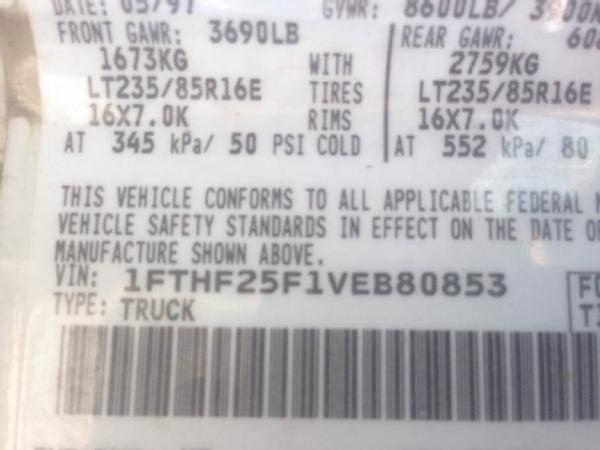 DATE: 05/97 GVWR: 8600LB/
FRONT GAWR: 3690LB REAR GAWR:
1673KG WITH 2759KG
LT235/85R16E TIRES LT235/85R16E
16X7.0K RIMS 16X7.0K
AT 345 kPa/ 50 PSI COLD AT 552 kPa/ 80
THIS VEHICLE CONFORMS TO ALL APPLICABLE FEDERAL
VEHICLE SAFETY STANDARDS IN EFFECT ON THE DATE
MANUFACTURE SHOWN ABOVE.
VIN: 1FTHF25F1VEB80853
TYPE: TRUCK